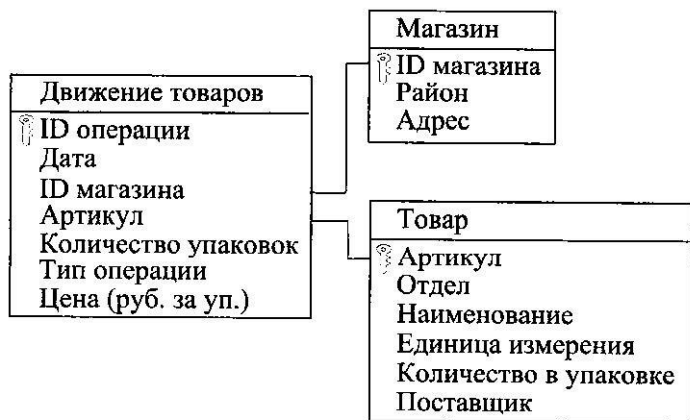 Магазин
ID магазина
Район
Адрес
Движение товаров
ID операции
Дата
ID магазина
Артикул
Количество упаковок
Тип операции
Цена (руб. за уп.)
Товар
Артикул
Отдел
Наименование
Единица измерения
Количество в упаковке
Поставщик